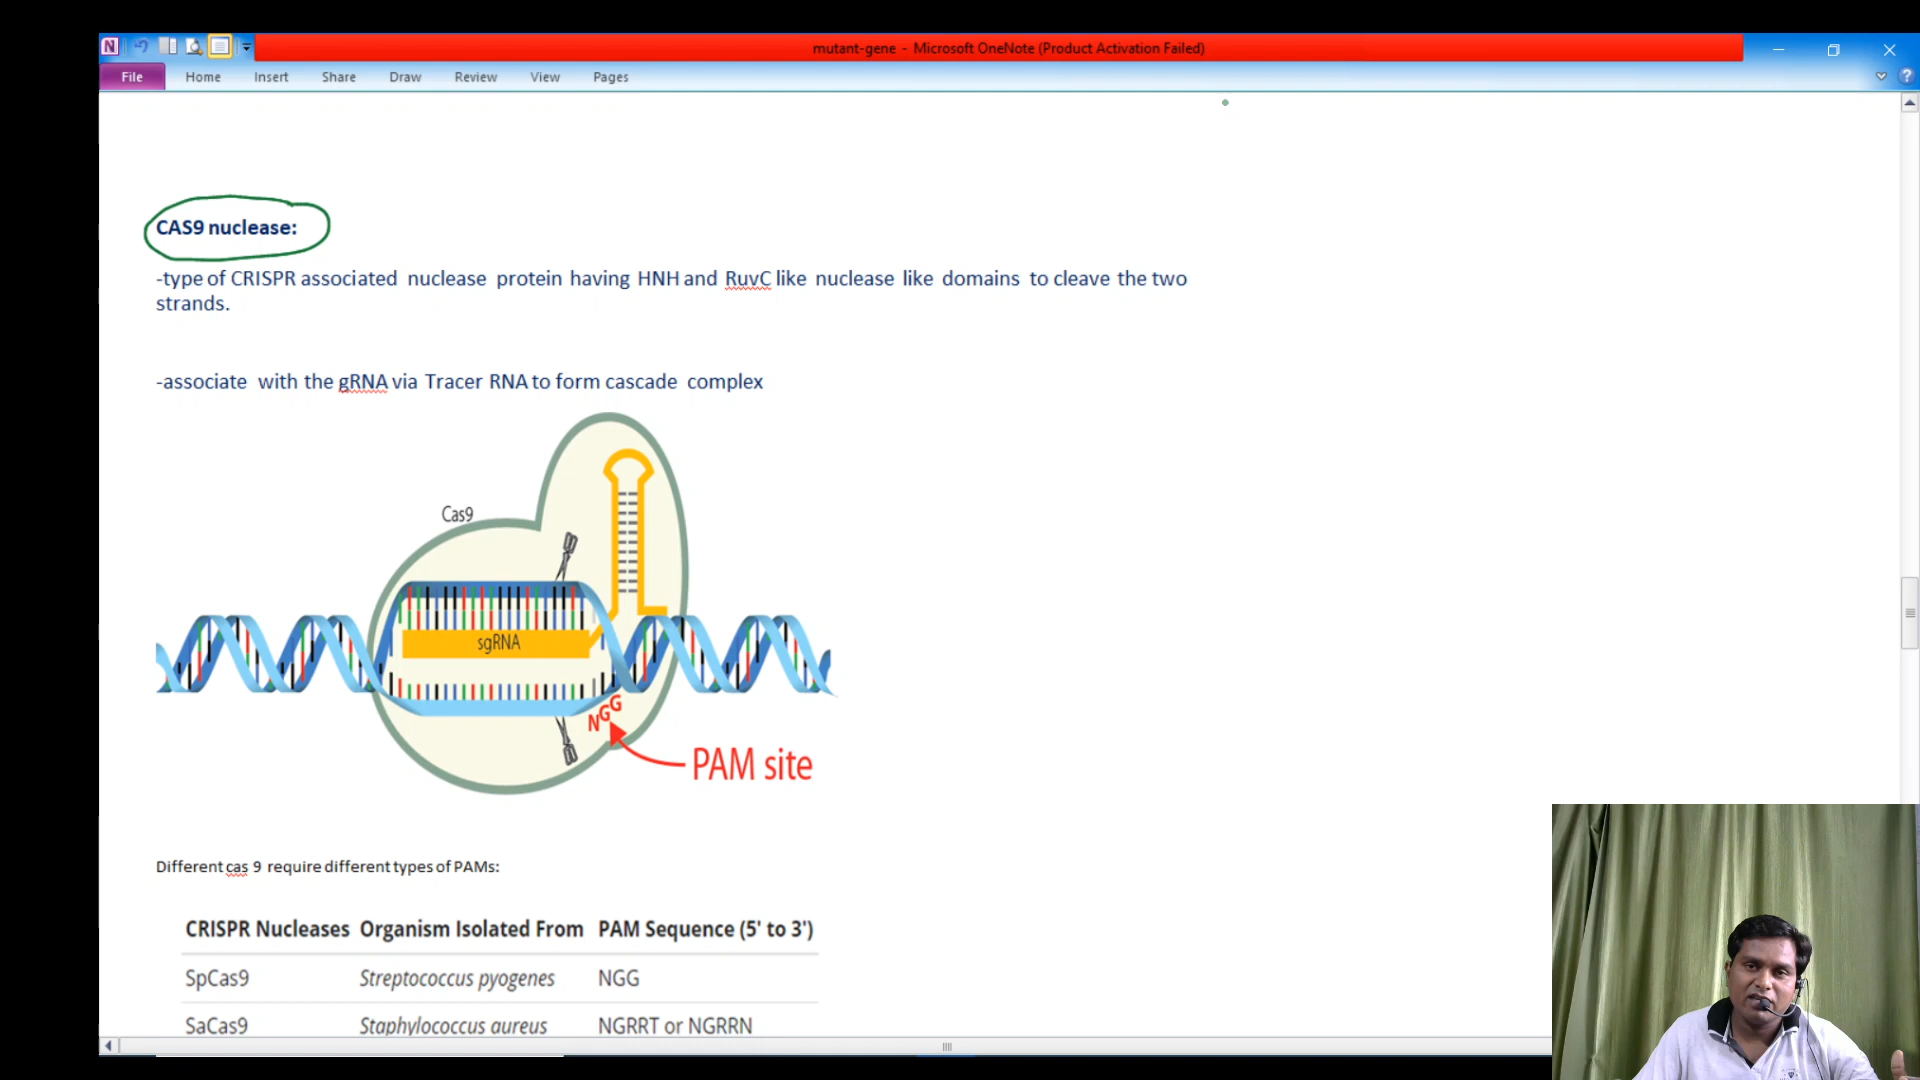 mutant-gene - Microsoft OneNote (Product Activation Failed)
File Home Insert Share Draw Review View Pages
CAS9 nuclease:
-type of CRISPR associated nuclease protein having HNH and RuvC like nuclease like domains to cleave the two
strands.
-associate with the gRNA via Tracer RNA to form cascade complex
Cas9
sgRNA
NGG
PAM site
Different cas 9 require different types of PAMs:
CRISPR Nucleases Organism Isolated From PAM Sequence (5' to 3')
SpCas9 Streptococcus pyogenes NGG
SaCas9 Staphylococcus aureus NGRRT or NGRRN